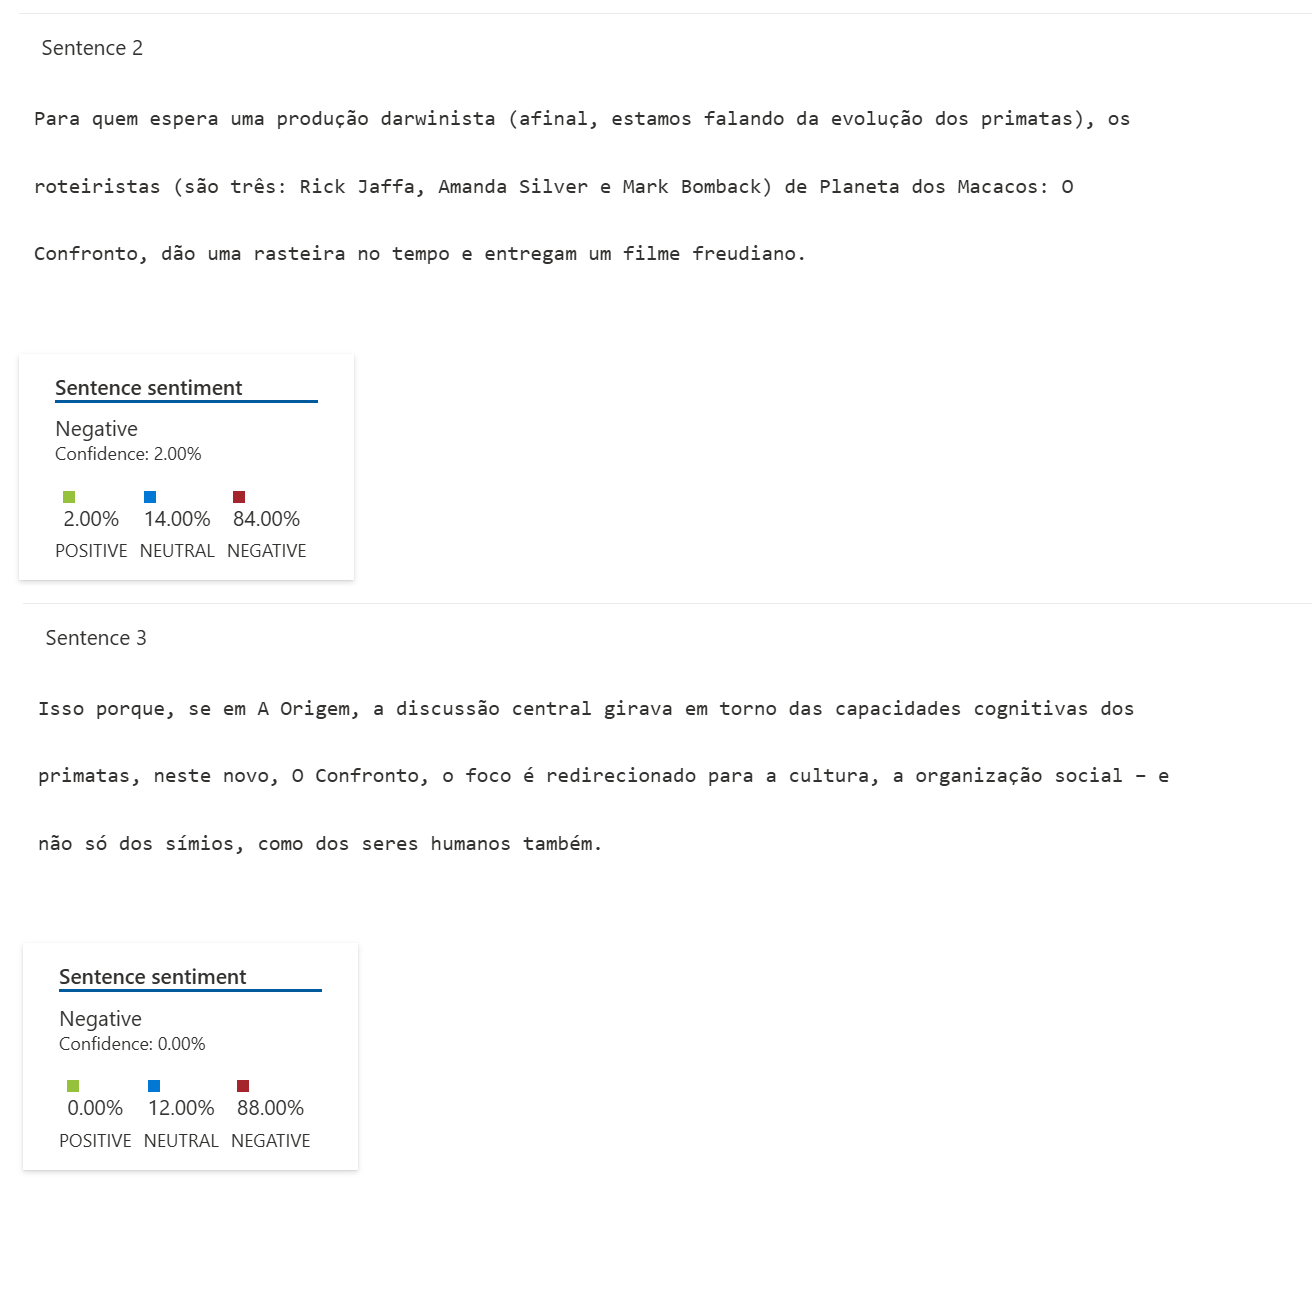 Sentence 2
Para quem espera uma produção darwinista (afinal, estamos falando da evolução dos primatas), os
roteiristas (são três: Rick Jaffa, Amanda Silver e Mark Bomback) de Planeta dos Macacos: O
Confronto, dão uma rasteira no tempo e entregam um filme freudiano.
Sentence sentiment
Negative
Confidence: 2.00%
2.00% 14.00% 84.00%
POSITIVE NEUTRAL NEGATIVE
Sentence 3
Isso porque, se em A Origem, a discussão central girava em torno das capacidades cognitivas dos
primatas, neste novo, O Confronto, o foco é redirecionado para a cultura, a organização social – e
não só dos símios, como dos seres humanos também.
Sentence sentiment
Negative
Confidence: 0.00%
0.00% 12.00% 88.00%
POSITIVE NEUTRAL NEGATIVE